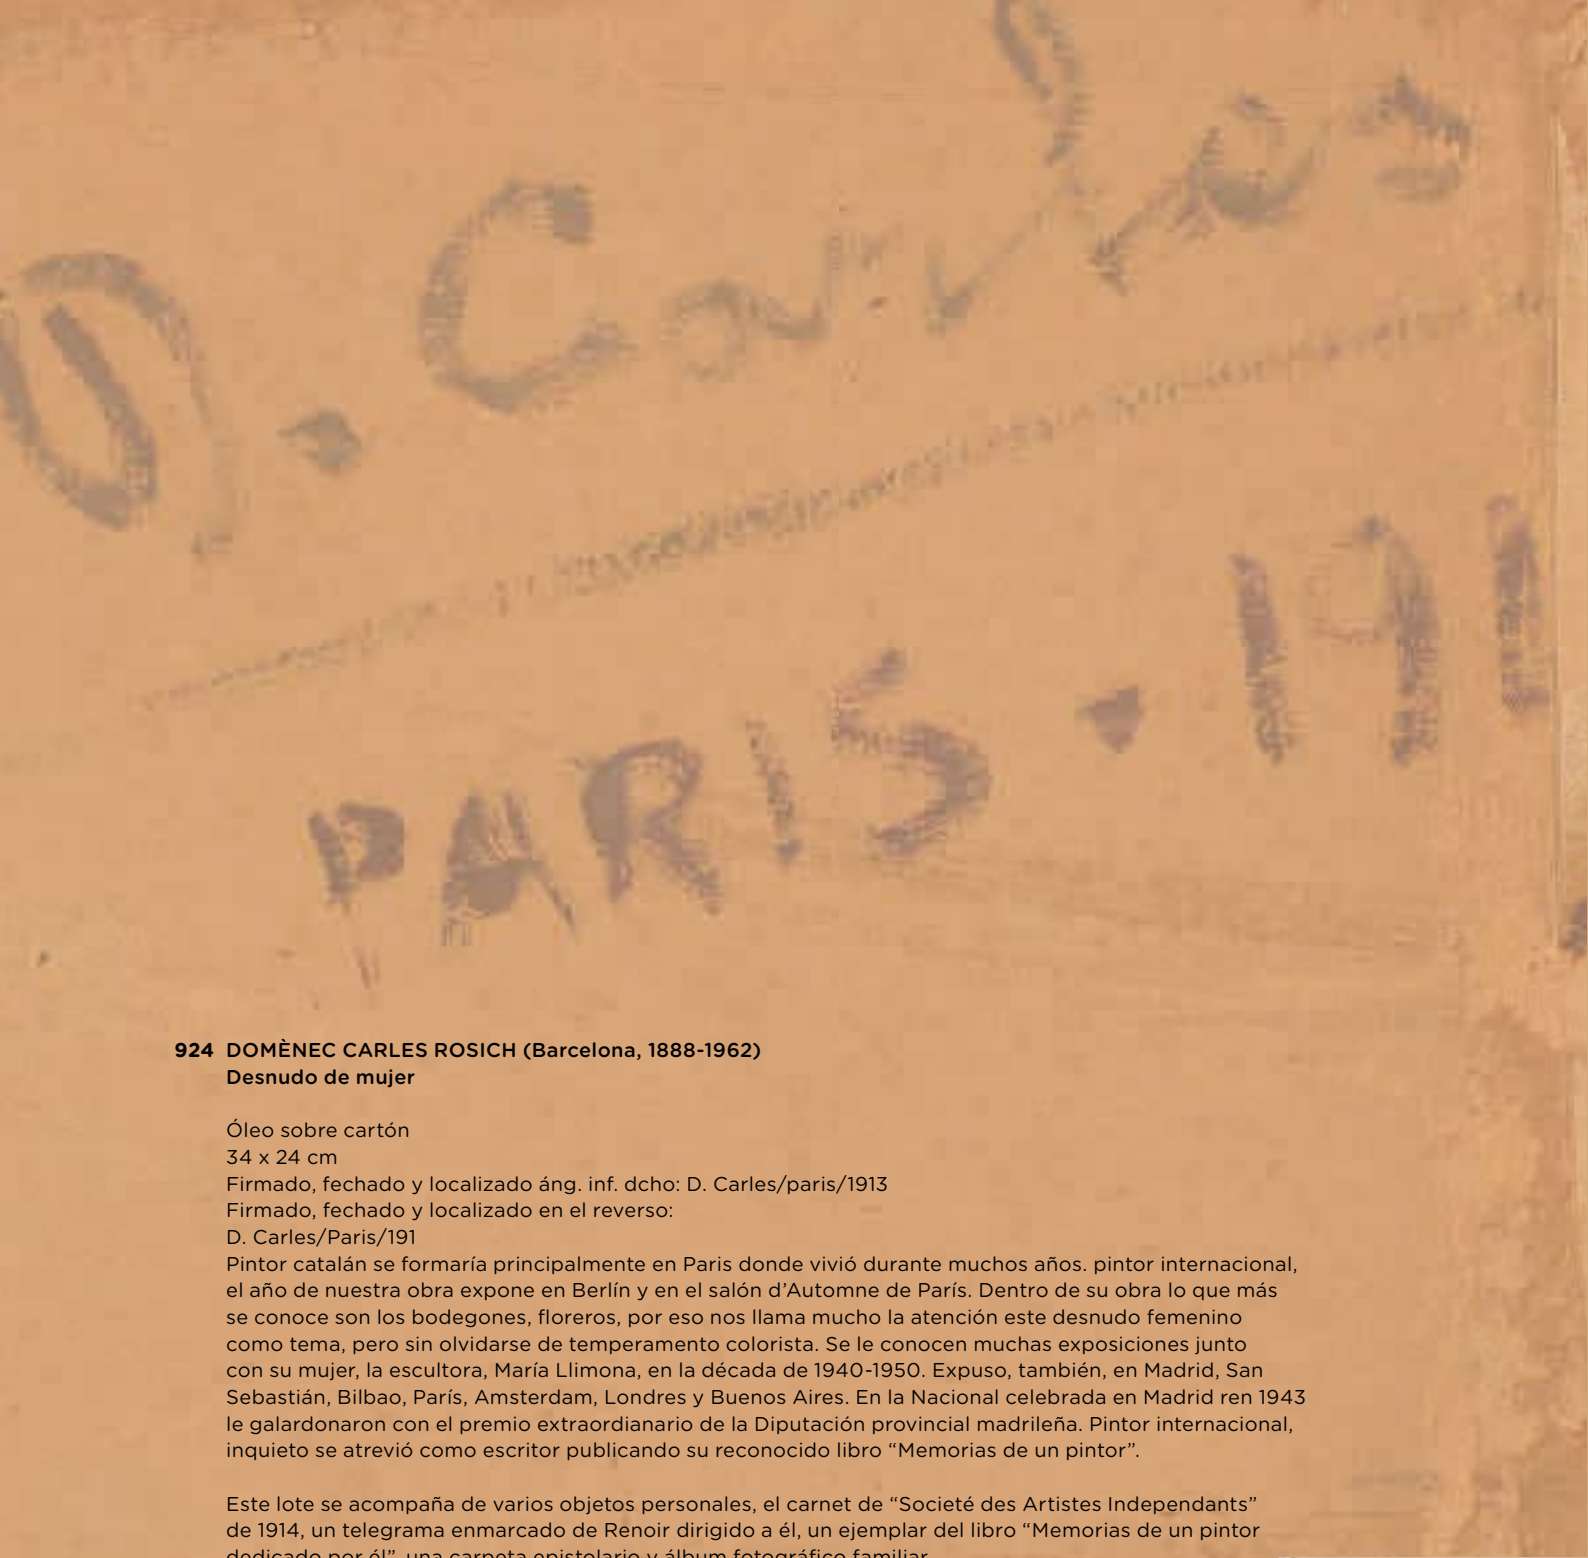 D. Carles
PARIS. 191
924 DOMÈNEC CARLES ROSICH (Barcelona, 1888-1962)
Desnudo de mujer
Óleo sobre cartón
34 x 24 cm
Firmado, fechado y localizado áng. inf. dcho: D. Carles/paris/1913
Firmado, fechado y localizado en el reverso:
D. Carles/Paris/191
Pintor catalán se formaría principalmente en Paris donde vivió durante muchos años. pintor internacional,
el año de nuestra obra expone en Berlín y en el salón d’Automne de París. Dentro de su obra lo que más
se conoce son los bodegones, floreros, por eso nos llama mucho la atención este desnudo femenino
como tema, pero sin olvidarse de temperamento colorista. Se le conocen muchas exposiciones junto
con su mujer, la escultora, María Llimona, en la década de 1940-1950. Expuso, también, en Madrid, San
Sebastián, Bilbao, París, Amsterdam, Londres y Buenos Aires. En la Nacional celebrada en Madrid ren 1943
le galardonaron con el premio extraordianario de la Diputación provincial madrileña. Pintor internacional,
inquieto se atrevió como escritor publicando su reconocido libro “Memorias de un pintor”.
Este lote se acompaña de varios objetos personales, el carnet de “Societé des Artistes Independants”
de 1914, un telegrama enmarcado de Renoir dirigido a él, un ejemplar del libro “Memorias de un pintor
dedicado por él”, una carpeta epistolario y álbum fotográfico familiar